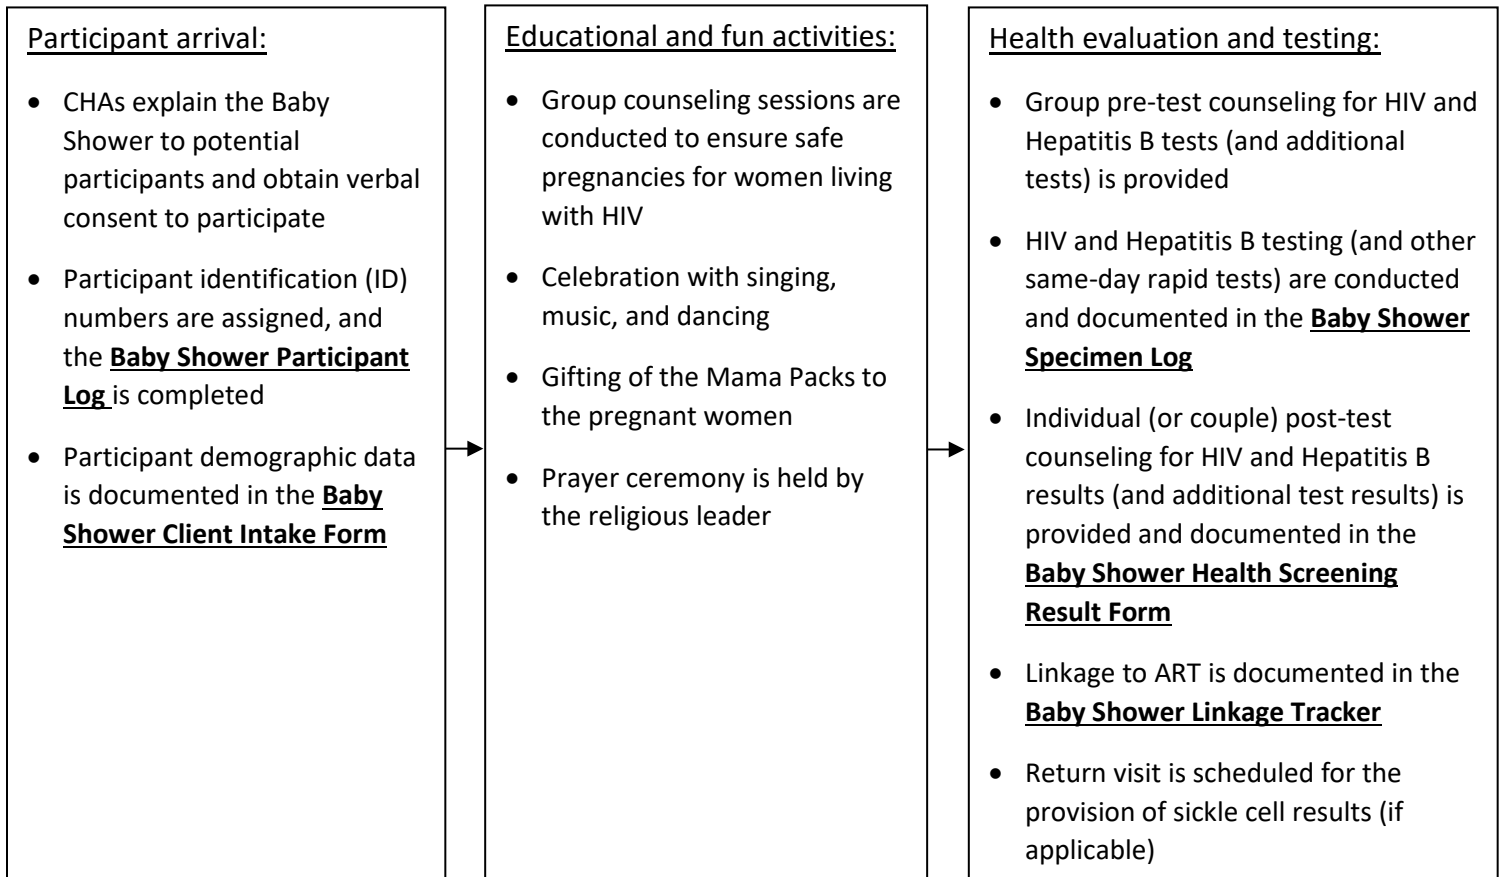 Participant arrival:
• CHAs explain the Baby
Shower to potential
participants and obtain verbal
consent to participate
• Participant identification (ID)
numbers are assigned, and
the Baby Shower Participant
Log is completed
• Participant demographic data
is documented in the Baby
Shower Client Intake Form
Educational and fun activities:
• Group counseling sessions are
conducted to ensure safe
pregnancies for women living
with HIV
• Celebration with singing,
music, and dancing
• Gifting of the Mama Packs to
the pregnant women
• Prayer ceremony is held by
the religious leader
Health evaluation and testing:
• Group pre-test counseling for HIV and
Hepatitis B tests (and additional
tests) is provided
• HIV and Hepatitis B testing (and other
same-day rapid tests) are conducted
and documented in the Baby Shower
Specimen Log
• Individual (or couple) post-test
counseling for HIV and Hepatitis B
results (and additional test results) is
provided and documented in the
Baby Shower Health Screening
Result Form
• Linkage to ART is documented in the
Baby Shower Linkage Tracker
• Return visit is scheduled for the
provision of sickle cell results (if
applicable)